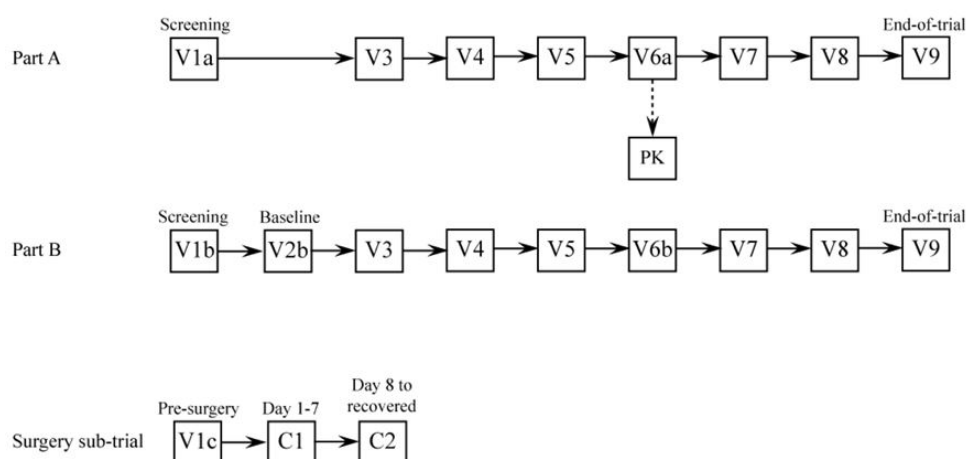 Screening End-of-trial
Part A V1a V3 V4 V5 V6a V7 V8 V9
PK
Screening Baseline End-of-trial
Part B V1b V2b V3 V4 V5 V6b V7 V8 V9
Day 8 to
Pre-surgery Day 1-7 recovered
Surgery sub-trial V1c C1 C2